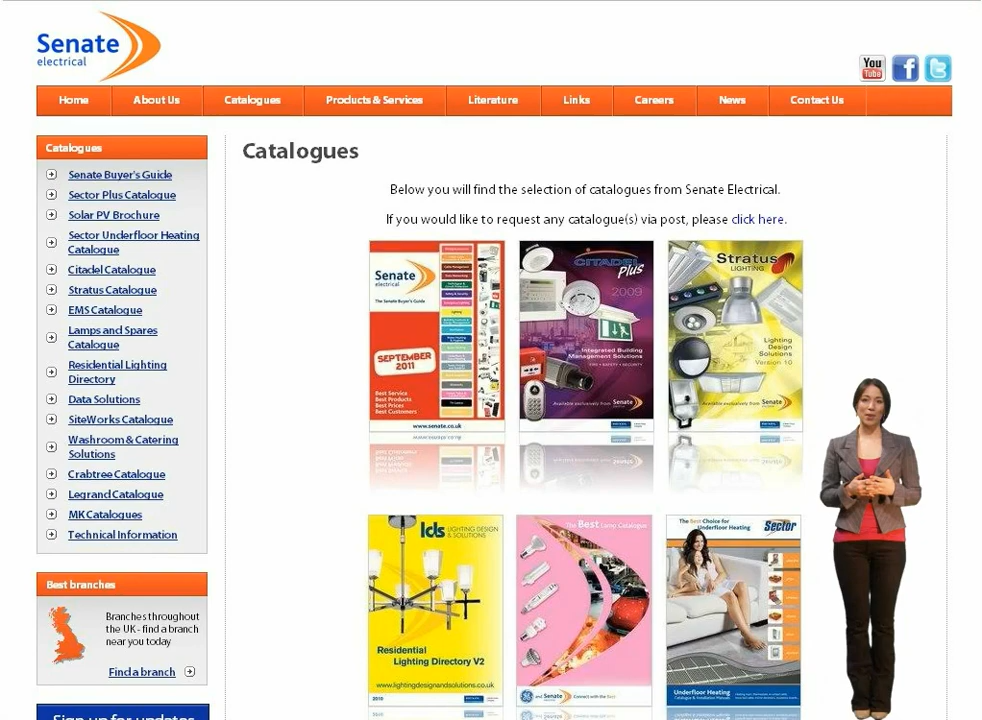 Senate
electrical
You
Tube
Home
About Us
Catalogues
Products & Services
Literature
Links
Careers
News
Contact Us
Catalogues
Senate Buyer's Guide
Sector Plus Catalogue
Solar PV Brochure
Sector Underfloor Heating
Catalogue
Citadel Catalogue
Stratus Catalogue
EMS Catalogue
Lamps and Spares
Catalogue
Residential Lighting
Directory
Data Solutions
SiteWorks Catalogue
Washroom & Catering
Solutions
Crabtree Catalogue
Legrand Catalogue
MK Catalogues
Technical Information
Best branches
Branches throughout
the UK - find a branch
near you today
Find a branch
Sign up for updates
Catalogues
Below you will find the selection of catalogues from Senate Electrical.
If you would like to request any catalogue(s) via post, please click here.
Senate
electrical
The Senate Buyer's Guide
SEPTEMBER
2011
Best Service
Best Products
Best Prices
Best Customers
www.senate.co.uk
CITADEL
Plus
2009
Integrated Building
Management Solutions
FIRE • SAFETY • SECURITY
Available exclusively from Senate
Stratus
LIGHTING
Lighting
Design
Solutions
Version 10
Available exclusively from Senate
lds LIGHTING DESIGN
& SOLUTIONS
Residential
Lighting Directory V2
www.lightingdesignandsolutions.co.uk
2010
The Best Lamp Catalogue
and Senate
Connect with the Best
The Best Choice for
Underfloor Heating
Sector
Underfloor Heating
Catalogue & Installation Manual